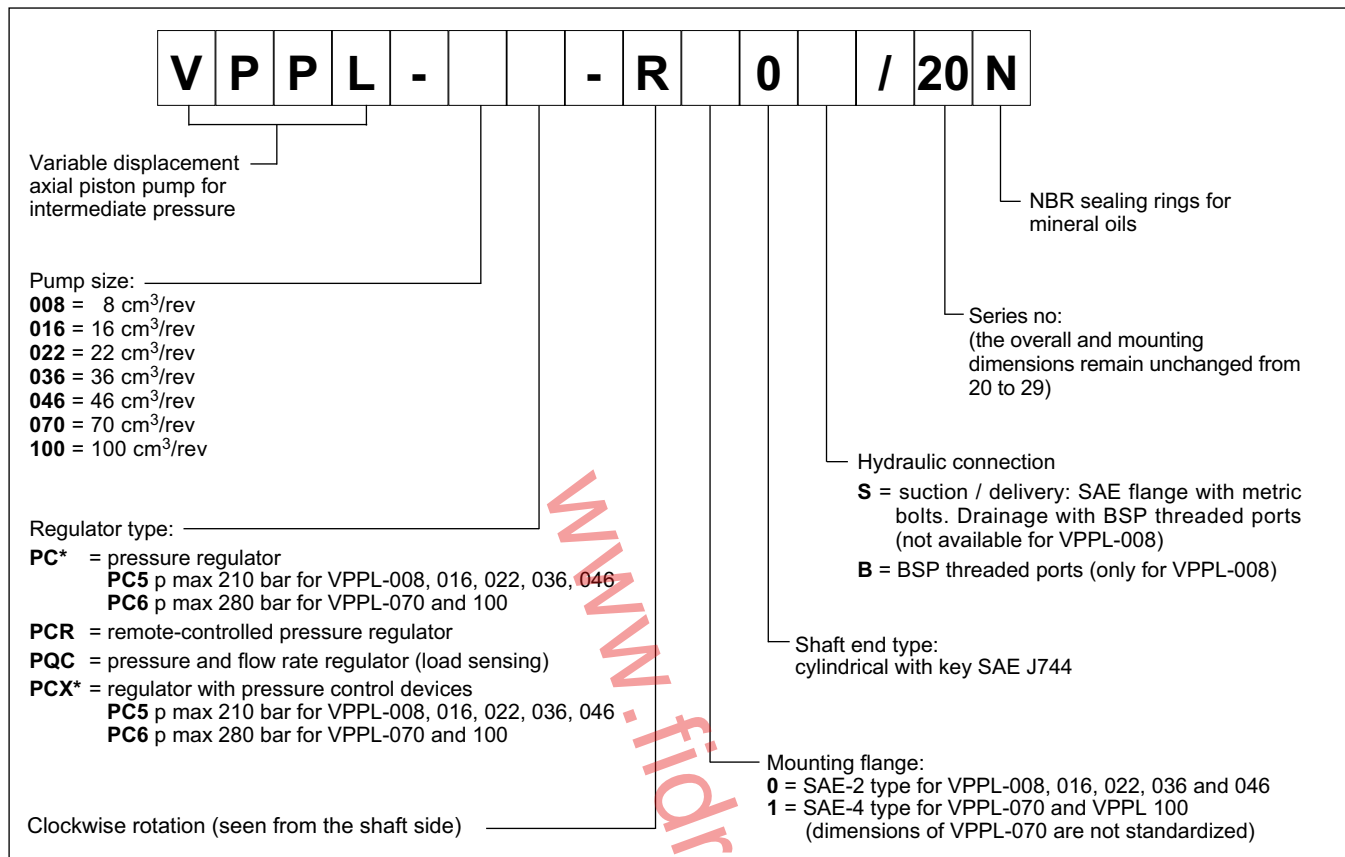 V P P L - - R 0 / 20 N
Variable displacement
axial piston pump for
intermediate pressure
NBR sealing rings for
mineral oils
Pump size:
008 = 8 cm³/rev
016 = 16 cm³/rev
022 = 22 cm³/rev
036 = 36 cm³/rev
046 = 46 cm³/rev
070 = 70 cm³/rev
100 = 100 cm³/rev
Series no:
(the overall and mounting
dimensions remain unchanged from
20 to 29)
Hydraulic connection
S = suction / delivery: SAE flange with metric
bolts. Drainage with BSP threaded ports
(not available for VPPL-008)
B = BSP threaded ports (only for VPPL-008)
Regulator type:
PC* = pressure regulator
PC5 p max 210 bar for VPPL-008, 016, 022, 036, 046
PC6 p max 280 bar for VPPL-070 and 100
PCR = remote-controlled pressure regulator
PQC = pressure and flow rate regulator (load sensing)
PCX* = regulator with pressure control devices
PC5 p max 210 bar for VPPL-008, 016, 022, 036, 046
PC6 p max 280 bar for VPPL-070 and 100
Shaft end type:
cylindrical with key SAE J744
Mounting flange:
0 = SAE-2 type for VPPL-008, 016, 022, 036 and 046
1 = SAE-4 type for VPPL-070 and VPPL 100
(dimensions of VPPL-070 are not standardized)
Clockwise rotation (seen from the shaft side)
www.fidr